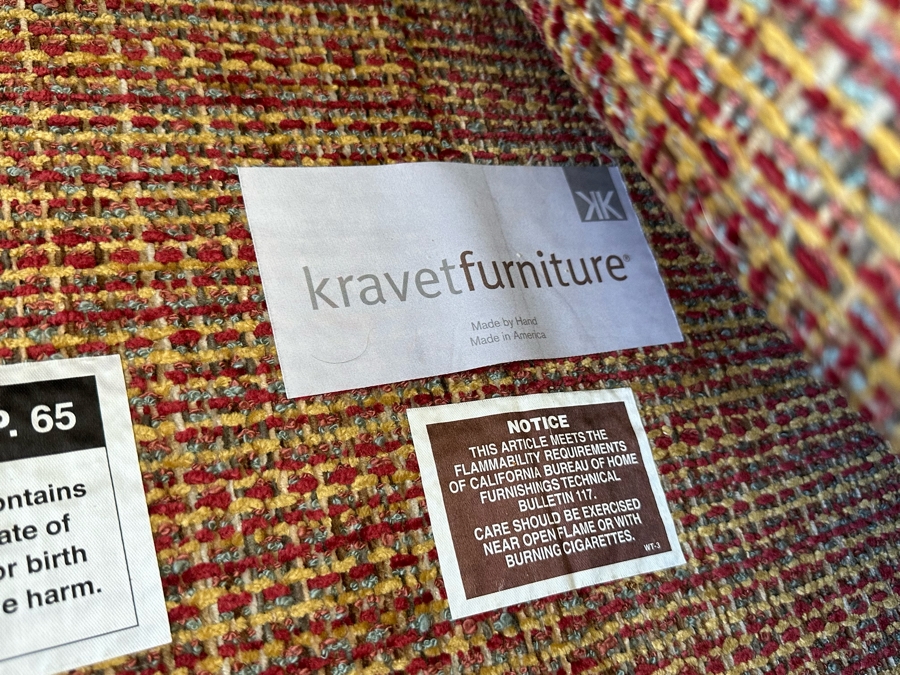 KK
kravetfurniture®
Made by Hand
Made in America
P. 65
ontains
ate of
or birth
e harm.
NOTICE
THIS ARTICLE MEETS THE
FLAMMABILITY REQUIREMENTS
OF CALIFORNIA BUREAU OF HOME
FURNISHINGS TECHNICAL
BULLETIN 117.
CARE SHOULD BE EXERCISED
NEAR OPEN FLAME OR WITH
BURNING CIGARETTES.
WT-3